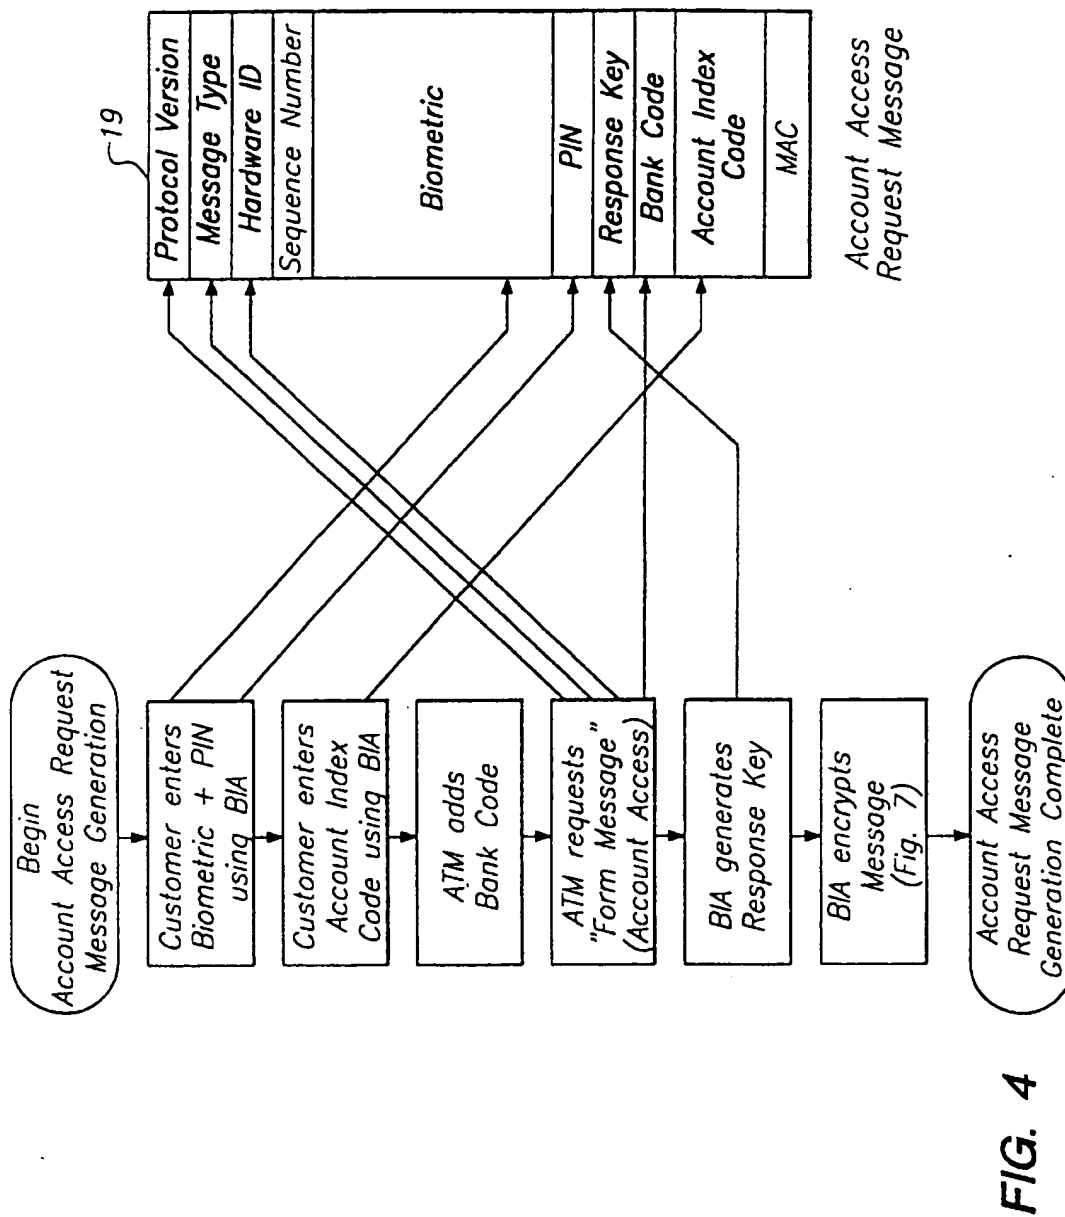 Begin
Account Access Request
Message Generation
Customer enters
Biometric + PIN
using BIA
Customer enters
Account Index
Code using BIA
ATM adds
Bank Code
ATM requests
"Form Message"
(Account Access)
BIA generates
Response Key
BIA encrypts
Message
(Fig. 7)
Account Access
Request Message
Generation Complete
19
Protocol Version
Message Type
Hardware ID
Sequence Number
Biometric
PIN
Response Key
Bank Code
Account Index
Code
MAC
Account Access
Request Message
FIG. 4